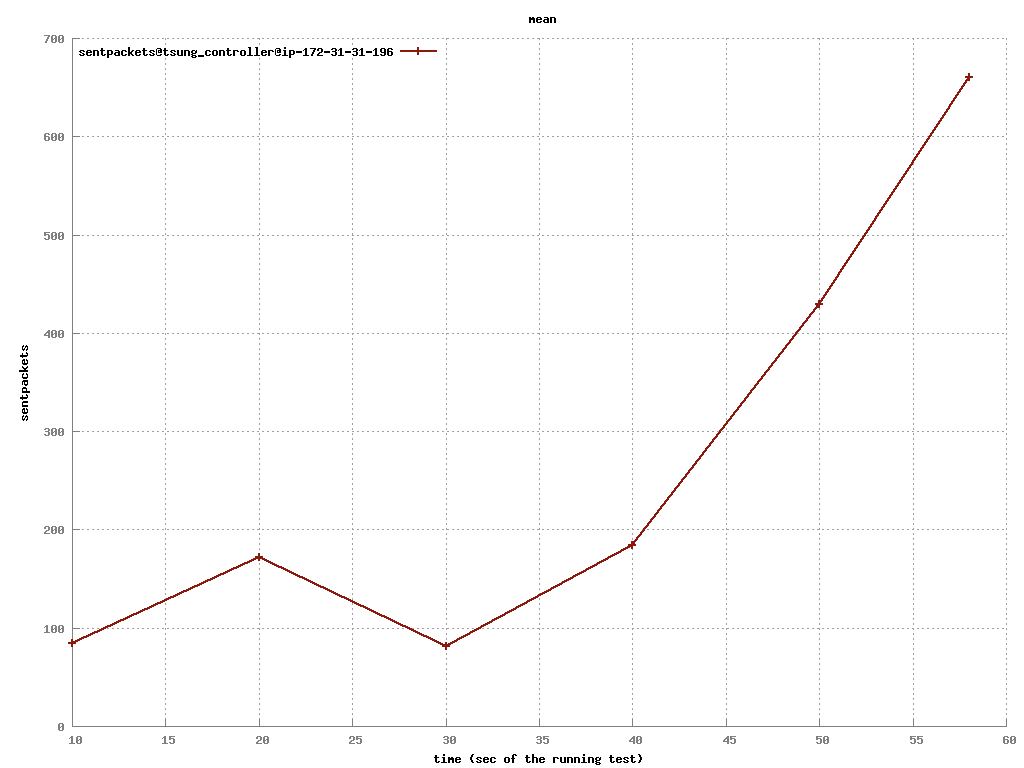 mean
700
sentpackets@tsung_controller@ip-172-31-31-196
600
500
400
sentpackets
300
200
100
0
10 15 20 25 30 35 40 45 50 55 60
time (sec of the running test)